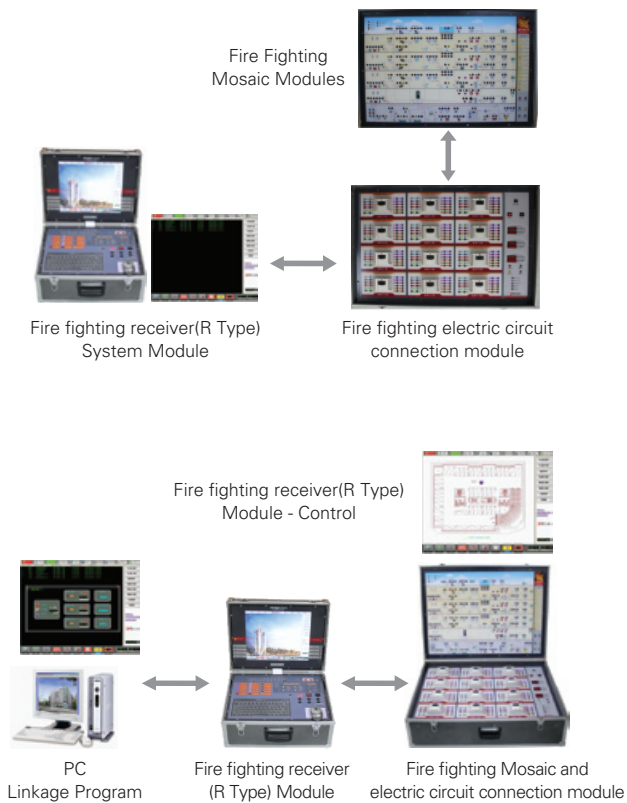 Fire Fighting
Mosaic Modules
Fire fighting receiver(R Type)
System Module
Fire fighting electric circuit
connection module
Fire fighting receiver(R Type)
Module - Control
PC
Linkage Program
Fire fighting receiver
(R Type) Module
Fire fighting Mosaic and
electric circuit connection module